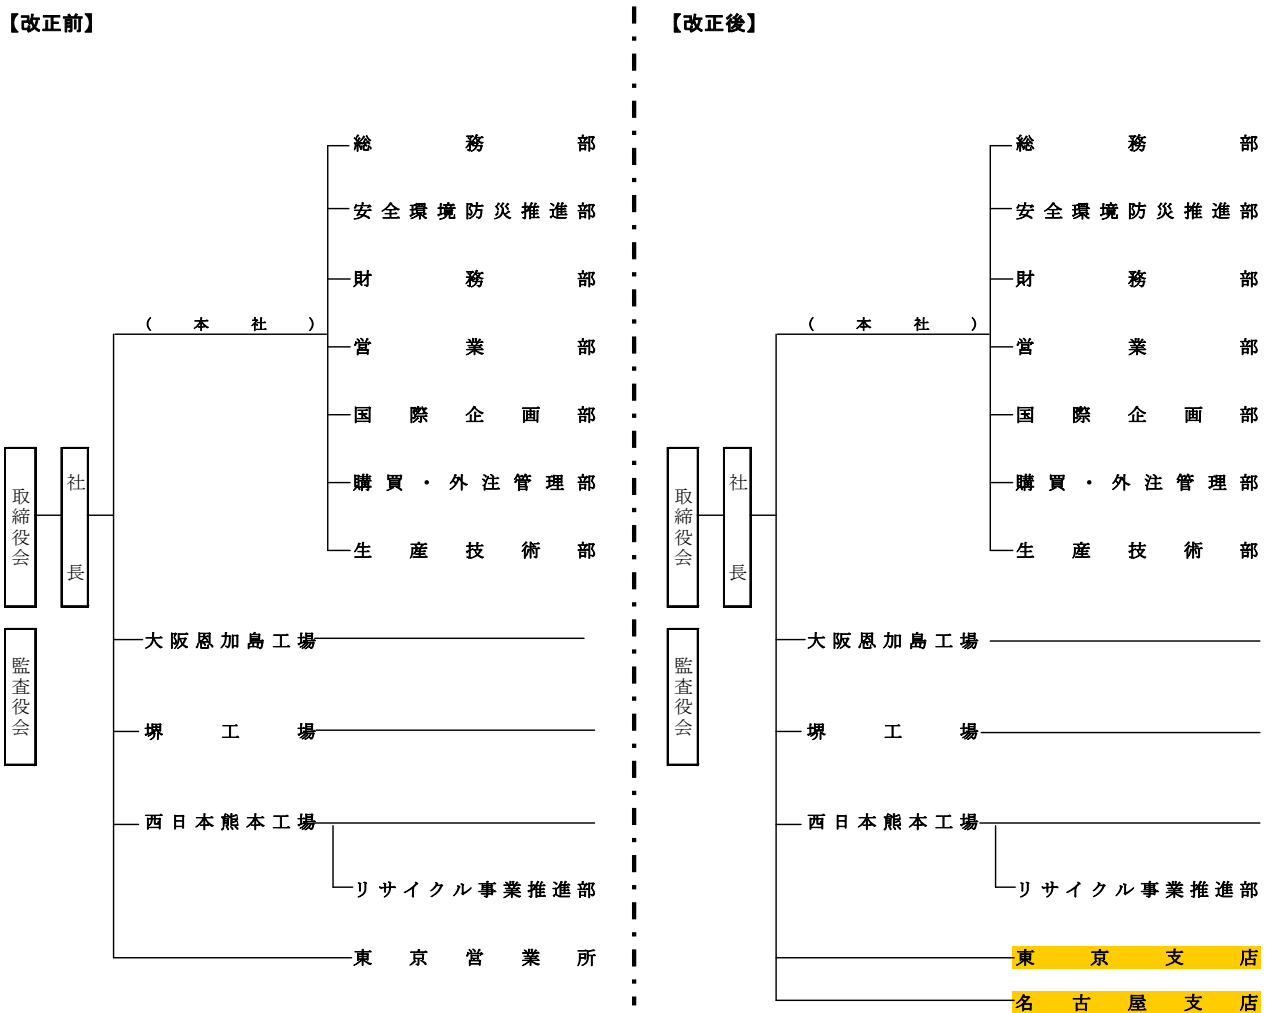 【改正前】
総務部
安全環境防災推進部
財務部
(本社)
営業部
国際企画部
購買・外注管理部
生産技術部
取締役会
社長
監査役会
大阪恩加島工場
堺工場
西日本熊本工場
リサイクル事業推進部
東京営業所
【改正後】
総務部
安全環境防災推進部
財務部
(本社)
営業部
国際企画部
購買・外注管理部
生産技術部
取締役会
社長
監査役会
大阪恩加島工場
堺工場
西日本熊本工場
リサイクル事業推進部
東京支店
名古屋支店